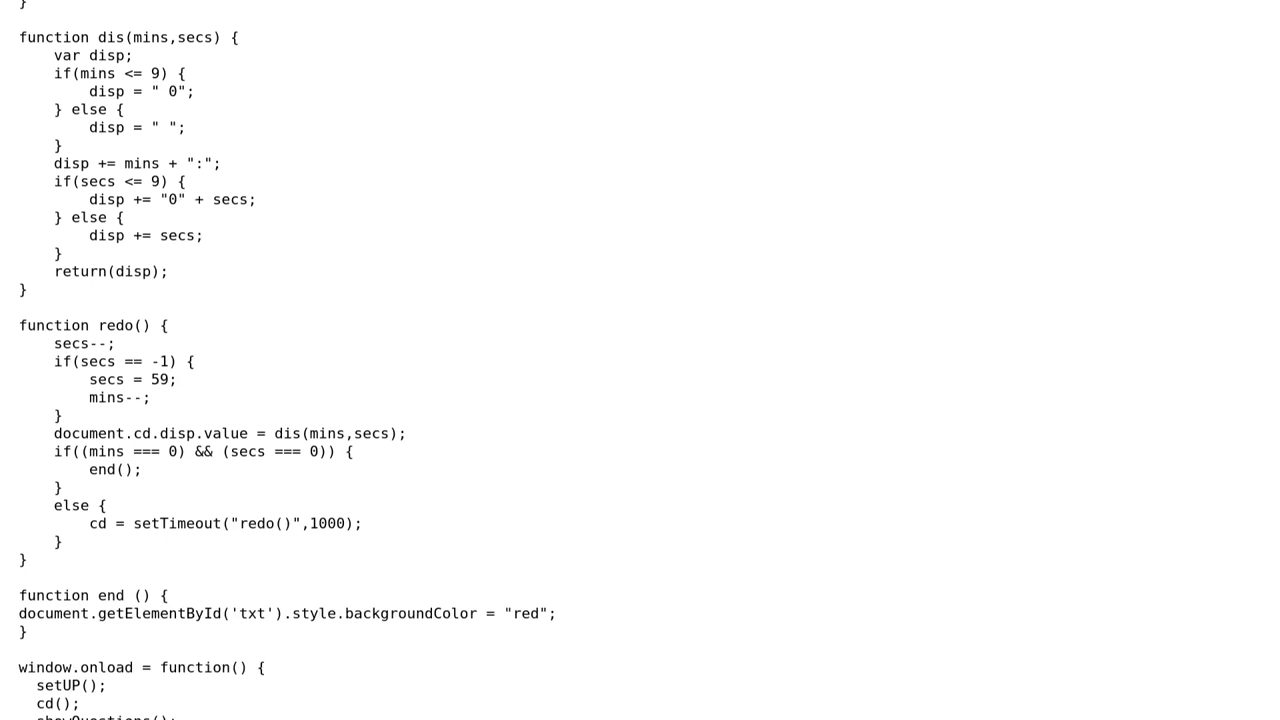 }

function dis(mins,secs) {
    var disp;
    if(mins <= 9) {
        disp = " 0";
    } else {
        disp = " ";
    }
    disp += mins + ":";
    if(secs <= 9) {
        disp += "0" + secs;
    } else {
        disp += secs;
    }
    return(disp);
}

function redo() {
    secs--;
    if(secs == -1) {
        secs = 59;
        mins--;
    }
    document.cd.disp.value = dis(mins,secs);
    if((mins === 0) && (secs === 0)) {
        end();
    }
    else {
        cd = setTimeout("redo()",1000);
    }
}

function end () {
document.getElementById('txt').style.backgroundColor = "red";
}

window.onload = function() {
  setUP();
  cd();
  showQuestions();